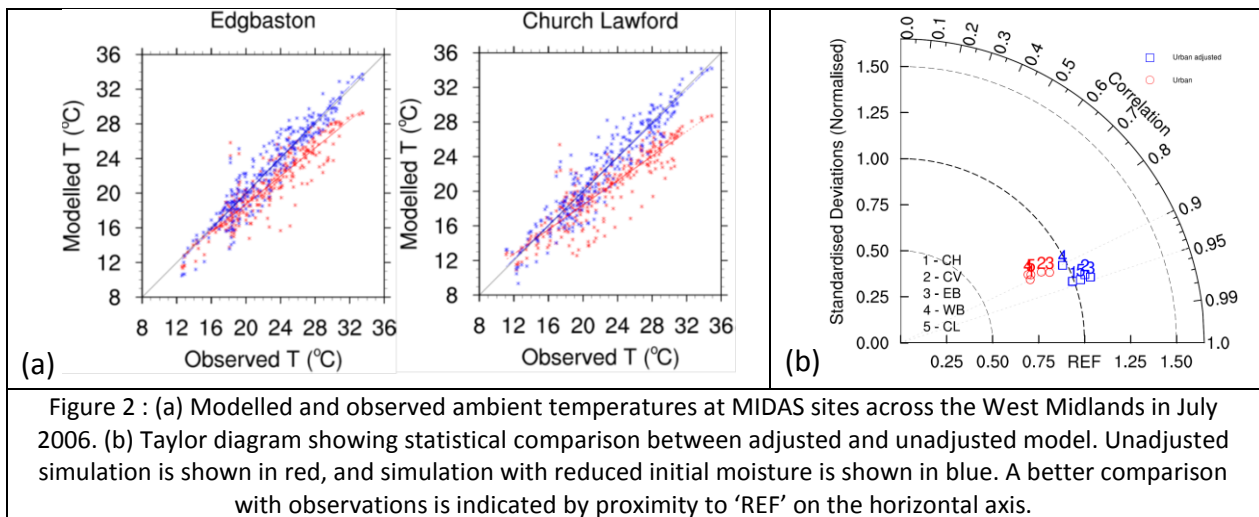 Edgbaston
Modelled T (°C)
36
32
28
24
20
16
12
8
8 12 16 20 24 28 32 36
Observed T (°C)
(a)
Church Lawford
Modelled T (°C)
36
32
28
24
20
16
12
8
8 12 16 20 24 28 32 36
Observed T (°C)
Standardised Deviations (Normalised)
1.50
1.25
1.00
0.75
0.50
0.25
0.00
0.25 0.50 0.75 REF 1.25 1.50
0.0 0.1 0.2 0.3 0.4 0.5 0.6 0.7 0.8 0.9 0.95 0.99 1.0
Correlation
Urban adjusted
Urban
4 2 3
4 2 3
1 - CH
2 - CV
3 - EB
4 - WB
5 - CL
(b)
Figure 2 : (a) Modelled and observed ambient temperatures at MIDAS sites across the West Midlands in July
2006. (b) Taylor diagram showing statistical comparison between adjusted and unadjusted model. Unadjusted
simulation is shown in red, and simulation with reduced initial moisture is shown in blue. A better comparison
with observations is indicated by proximity to ‘REF’ on the horizontal axis.